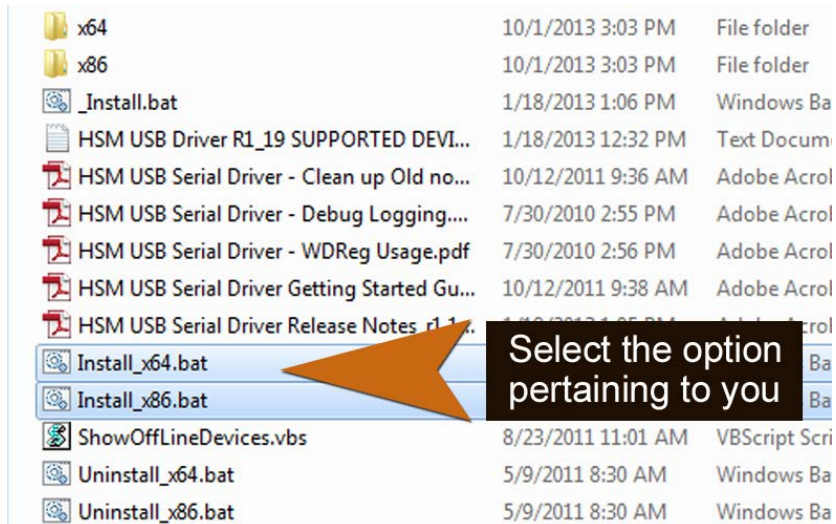 x64 10/1/2013 3:03 PM File folder
x86 10/1/2013 3:03 PM File folder
_Install.bat 1/18/2013 1:06 PM Windows Ba
HSM USB Driver R1_19 SUPPORTED DEVI... 1/18/2013 12:32 PM Text Docum
HSM USB Serial Driver - Clean up Old no... 10/12/2011 9:36 AM Adobe Acrob
HSM USB Serial Driver - Debug Logging.... 7/30/2010 2:55 PM Adobe Acrob
HSM USB Serial Driver - WDReg Usage.pdf 7/30/2010 2:56 PM Adobe Acrob
HSM USB Serial Driver Getting Started Gu... 10/12/2011 9:38 AM Adobe Acrob
HSM USB Serial Driver Release Notes
Install_x64.bat Ba
Select the option
pertaining to you
Install_x86.bat Ba
ShowOffLineDevices.vbs 8/23/2011 11:01 AM VBScript Scri
Uninstall_x64.bat 5/9/2011 8:30 AM Windows Ba
Uninstall_x86.bat 5/9/2011 8:30 AM Windows Ba